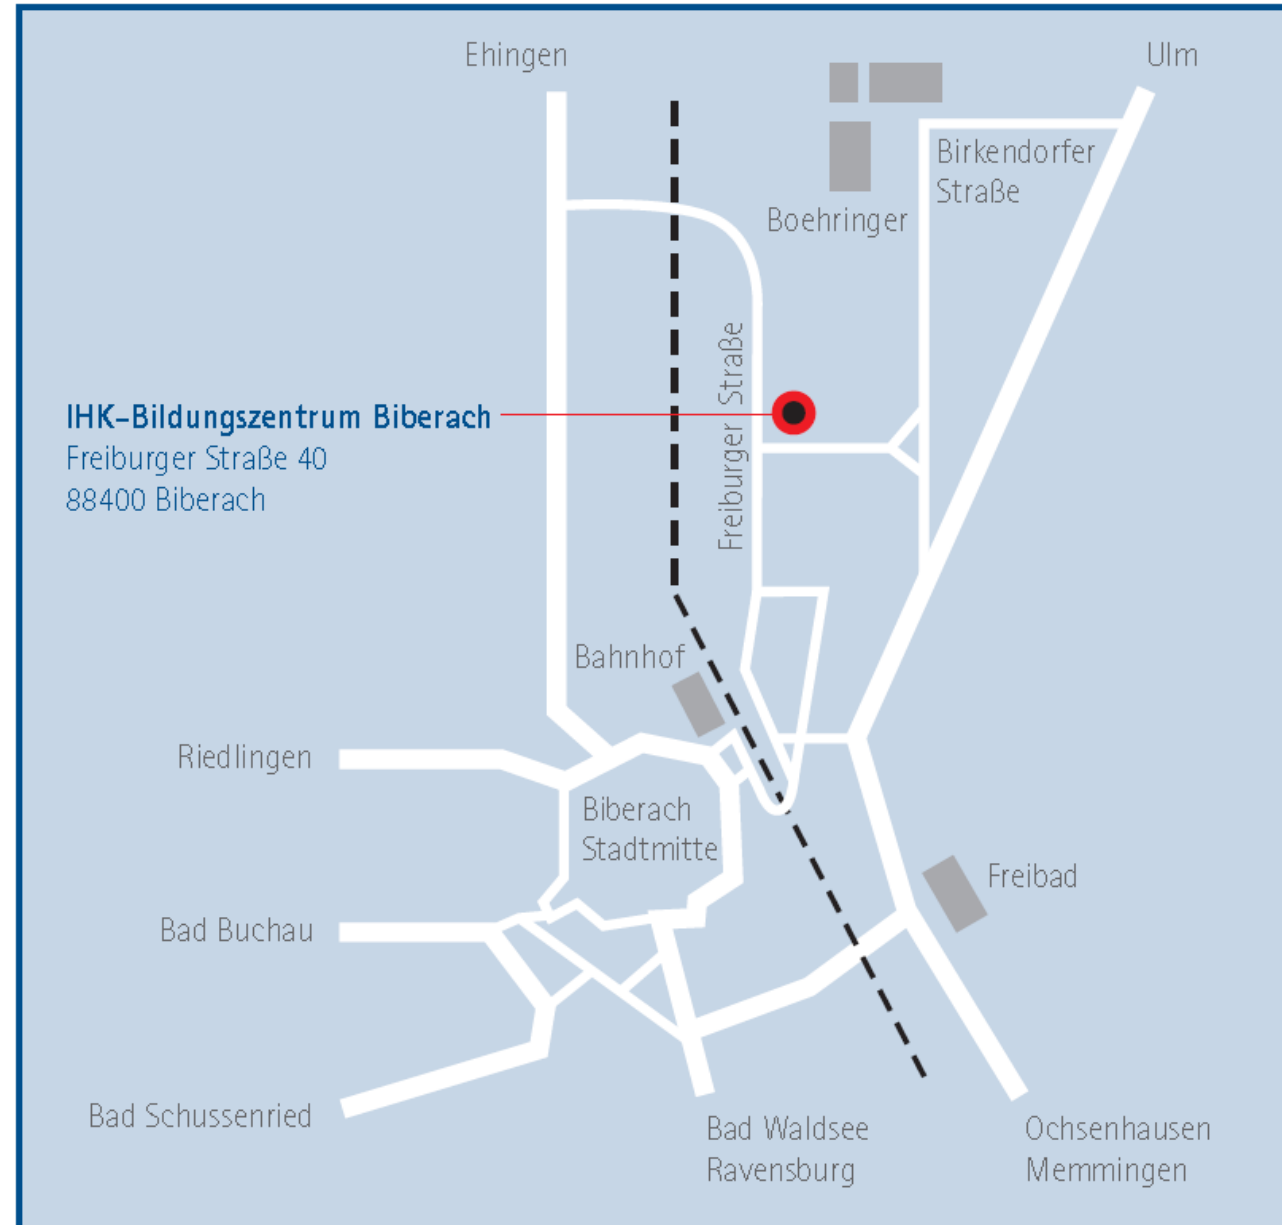 Ehingen
Ulm
Birkendorfer
Straße
Boehringer
Freiburger Straße
IHK-Bildungszentrum Biberach
Freiburger Straße 40
88400 Biberach
Bahnhof
Riedlingen
Biberach
Stadtmitte
Freibad
Bad Buchau
Bad Schussenried
Bad Waldsee
Ravensburg
Ochsenhausen
Memmingen